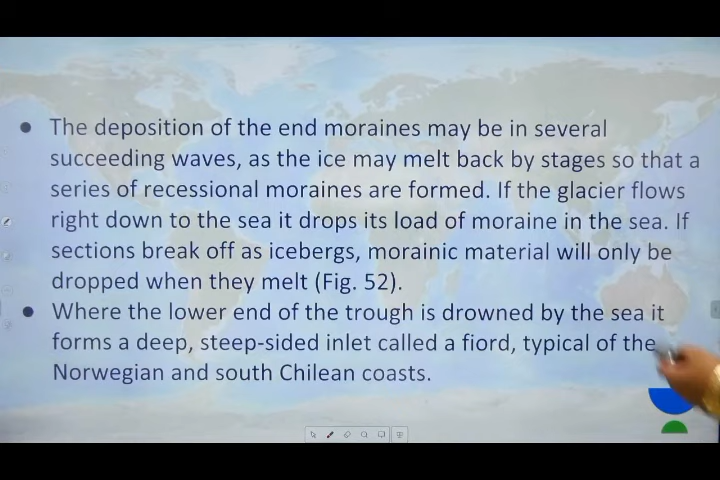 • The deposition of the end moraines may be in several
succeeding waves, as the ice may melt back by stages so that a
series of recessional moraines are formed. If the glacier flows
right down to the sea it drops its load of moraine in the sea. If
sections break off as icebergs, morainic material will only be
dropped when they melt (Fig. 52).
• Where the lower end of the trough is drowned by the sea it
forms a deep, steep-sided inlet called a fiord, typical of the
Norwegian and south Chilean coasts.